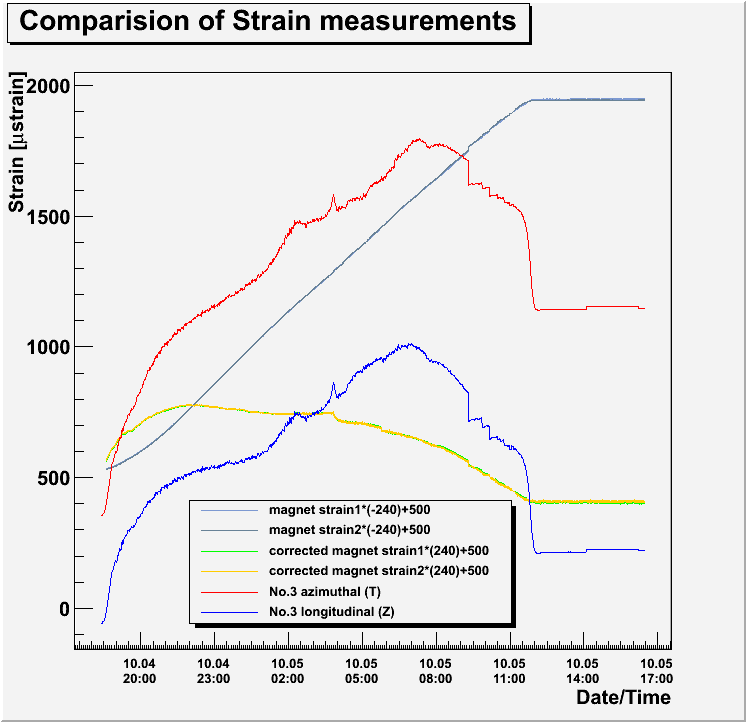 Comparision of Strain measurements
Strain [μstrain]
2000
1500
1000
500
0
magnet strain1*(-240)+500
magnet strain2*(-240)+500
corrected magnet strain1*(240)+500
corrected magnet strain2*(240)+500
No.3 azimuthal (T)
No.3 longitudinal (Z)
10.04 10.04 10.05 10.05 10.05 10.05 10.05 10.05
20:00 23:00 02:00 05:00 08:00 11:00 14:00 17:00
Date/Time